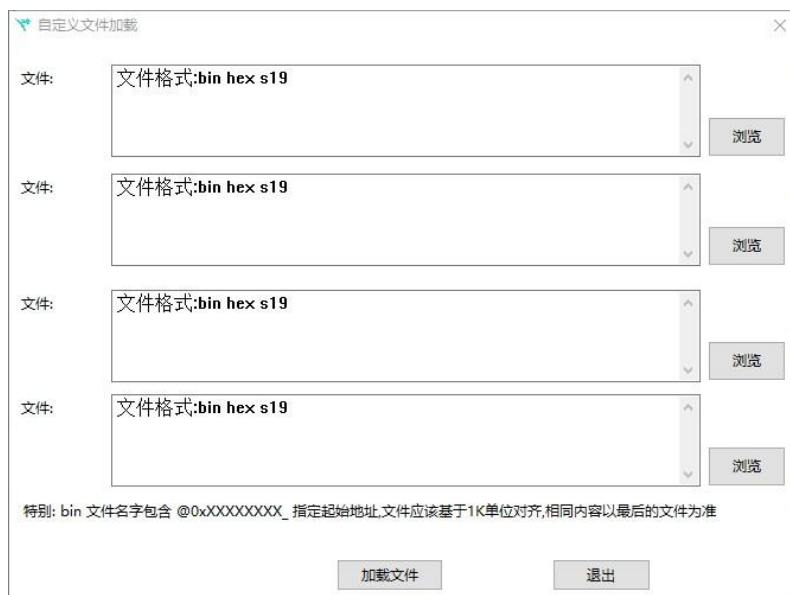 自定义文件加载
文件:
文件格式:bin hex s19
浏览
文件:
文件格式:bin hex s19
浏览
文件:
文件格式:bin hex s19
浏览
文件:
文件格式:bin hex s19
浏览
特别: bin 文件名字包含 @0xXXXXXXXX_ 指定起始地址,文件应该基于1K单位对齐,相同内容以最后的文件为准
加载文件
退出